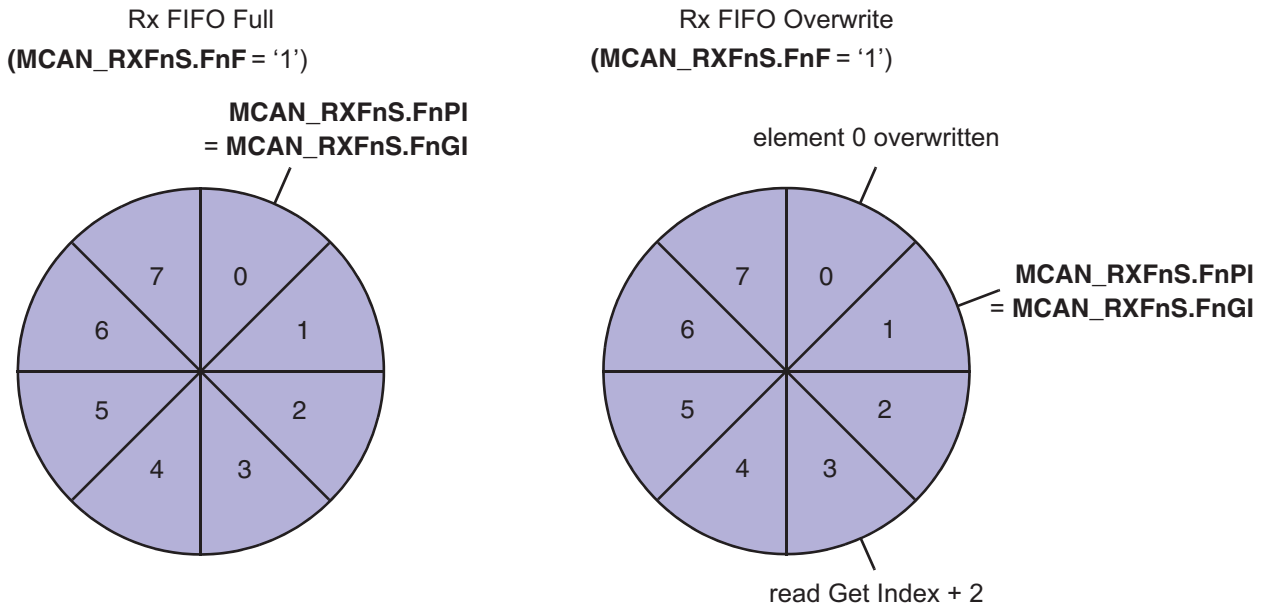 Rx FIFO Full
(MCAN_RXFnS.FnF = ‘1’)
MCAN_RXFnS.FnPI
= MCAN_RXFnS.FnGI
7
0
6
1
5
2
4
3
Rx FIFO Overwrite
(MCAN_RXFnS.FnF = ‘1’)
element 0 overwritten
7
0
MCAN_RXFnS.FnPI
= MCAN_RXFnS.FnGI
6
1
5
2
4
3
read Get Index + 2